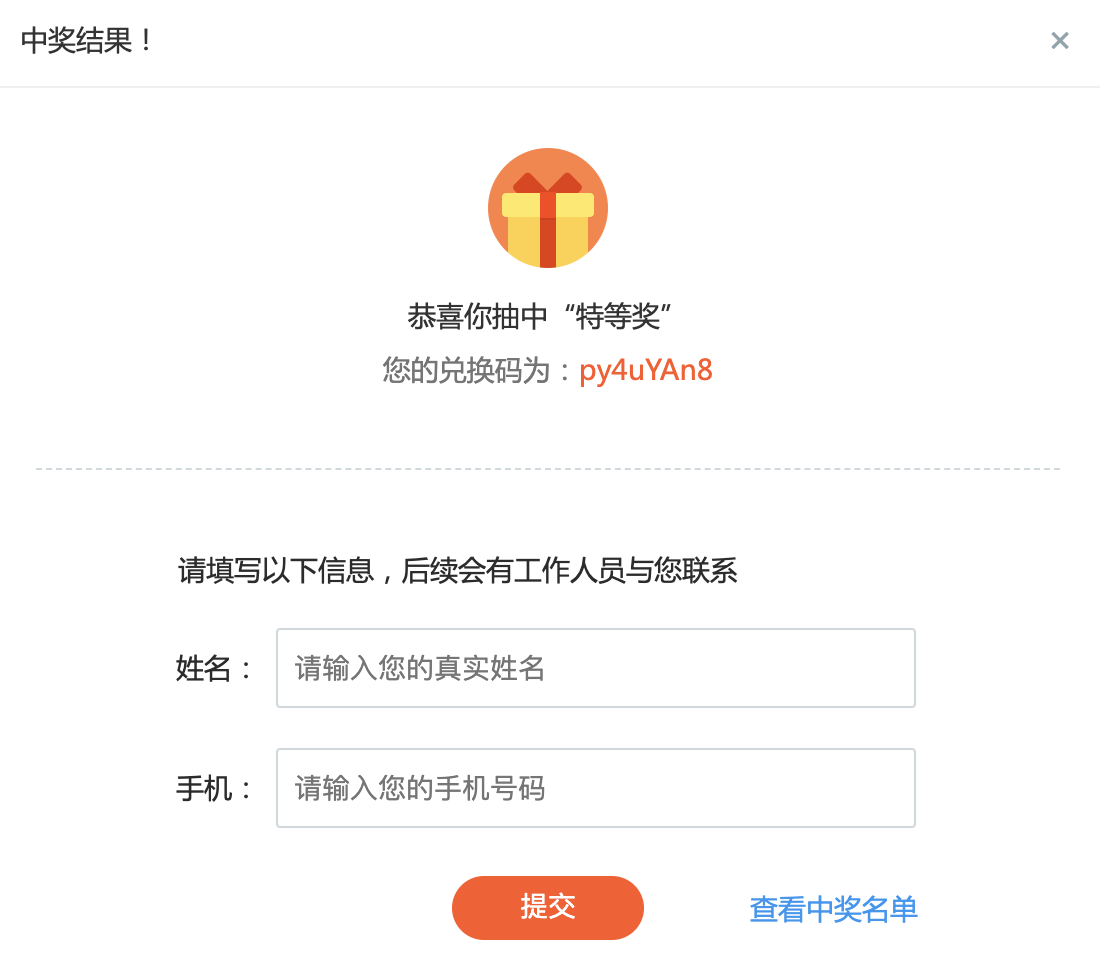 中奖结果！
恭喜你抽中“特等奖”
您的兑换码为：py4uYAn8
请填写以下信息，后续会有工作人员与您联系
姓名：
请输入您的真实姓名
手机：
请输入您的手机号码
提交
查看中奖名单